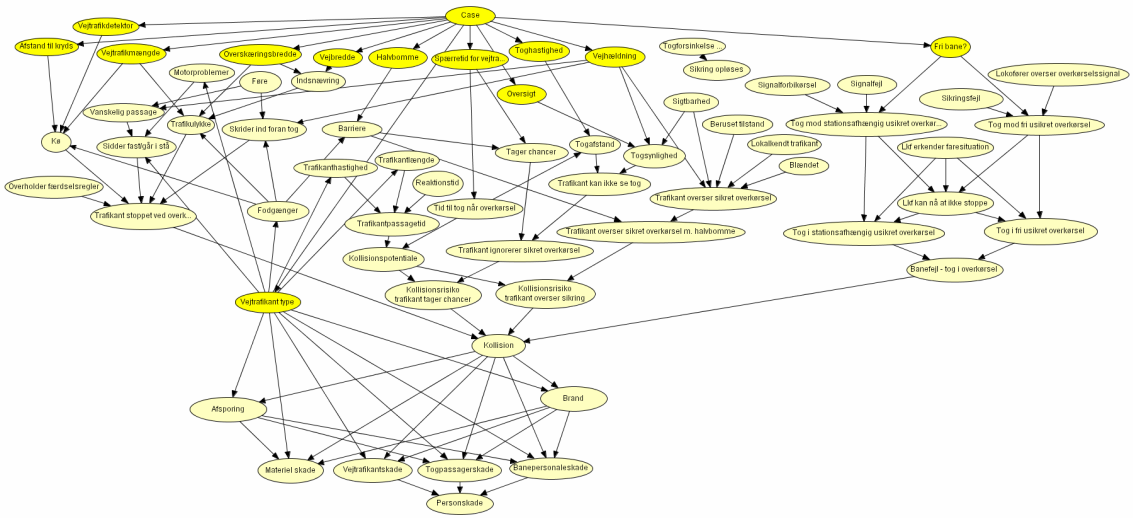 Case
Vejtrafikdetektor
Afstand til kryds
Vejtrafikmængde
Overskæringsbredde
Vejbredde
Halvbomme
Spærretid for vejtra...
Toghastighed
Vejhældning
Togforsinkelse ...
Fri bane?
Motorproblemer
Føre
Indsnævring
Sikring opløses
Signalforbikørsel
Signalfejl
Lokofører overser overkørselssignal
Oversigt
Sikringsfejl
Vanskelig passage
Trafikulykke
Skrider ind foran tog
Barriere
Sigtbarhed
Beruset tilstand
Tog mod stationsafhængig usikret overkør...
Tog mod fri usikret overkørsel
Kø
Sidder fast/går i stå
Tager chancer
Togafstand
Togsynlighed
Lokalkendt trafikant
Blændet
Lkf erkender faresituation
Trafikanthastighed
Trafikantlængde
Reaktionstid
Trafikant kan ikke se tog
Trafikant overser sikret overkørsel
Overholder færdselsregler
Trafikant stoppet ved overk...
Fodgænger
Trafikantpassagetid
Tid til tog når overkørsel
Lkf kan nå at ikke stoppe
Trafikant ignorerer sikret overkørsel
Trafikant overser sikret overkørsel m. halvbomme
Tog i stationsafhængig usikret overkørsel
Tog i fri usikret overkørsel
Kollisionspotentiale
Banefejl - tog i overkørsel
Vejtrafikant type
Kollisionsrisiko
trafikant tager chancer
Kollisionsrisiko
trafikant overser sikring
Kollision
Afsporing
Brand
Materiel skade
Vejtrafikantskade
Togpassagerskade
Banepersonaleskade
Personskade